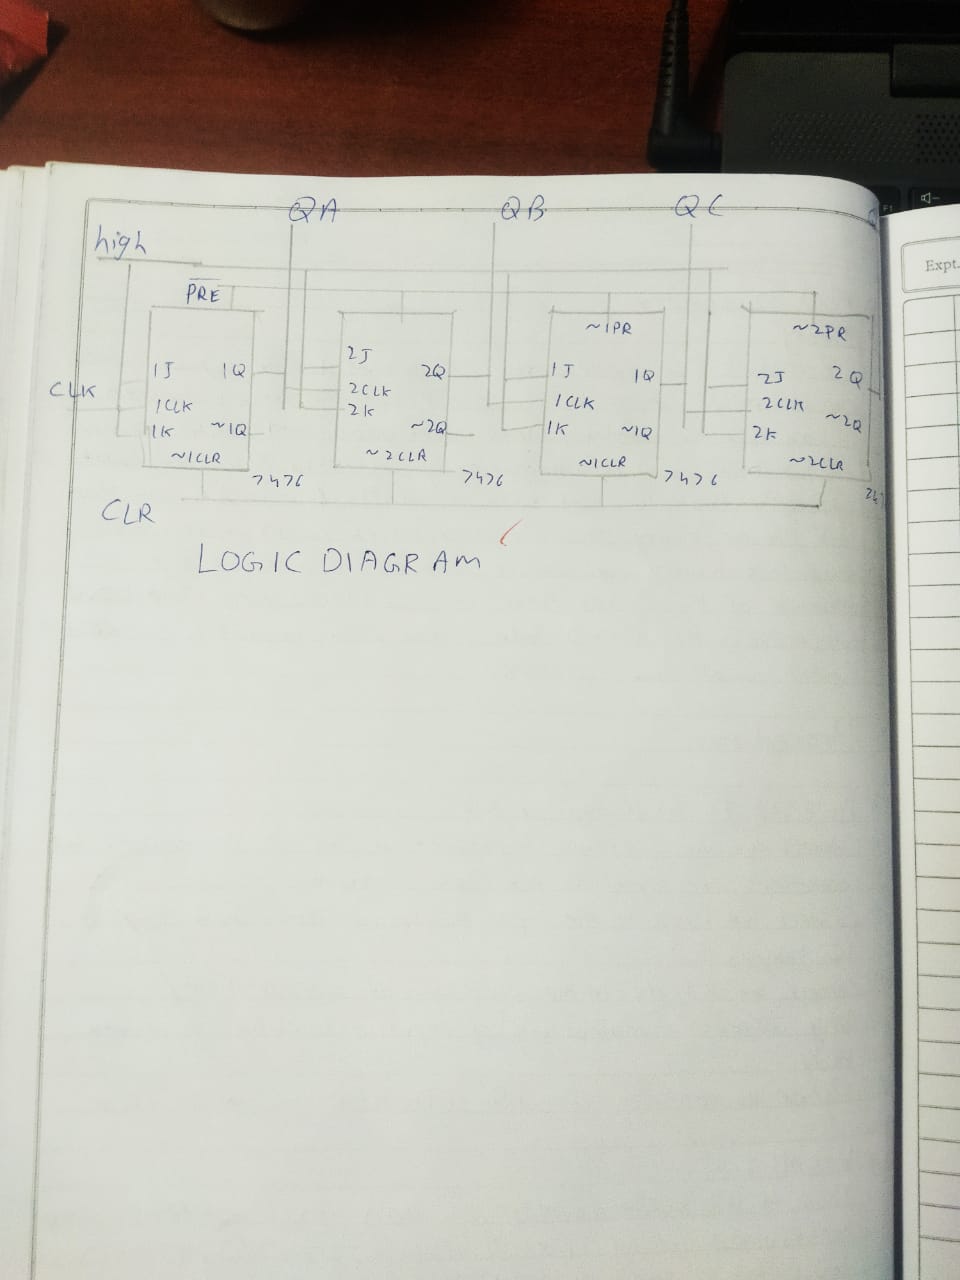 QA QB QC
high
Expt.
PRE
~1PR ~2PR
1J 1Q 2J 2Q 1J 1Q 2J 2Q
CLK 1CLK 2CLK 1CLK 2CLK
1K ~1Q 2K ~2Q 1K ~1Q 2K ~2Q
~1CLR ~2CLR ~1CLR ~2CLR
7476 7476 7476
CLR
LOGIC DIAGRAM
F1